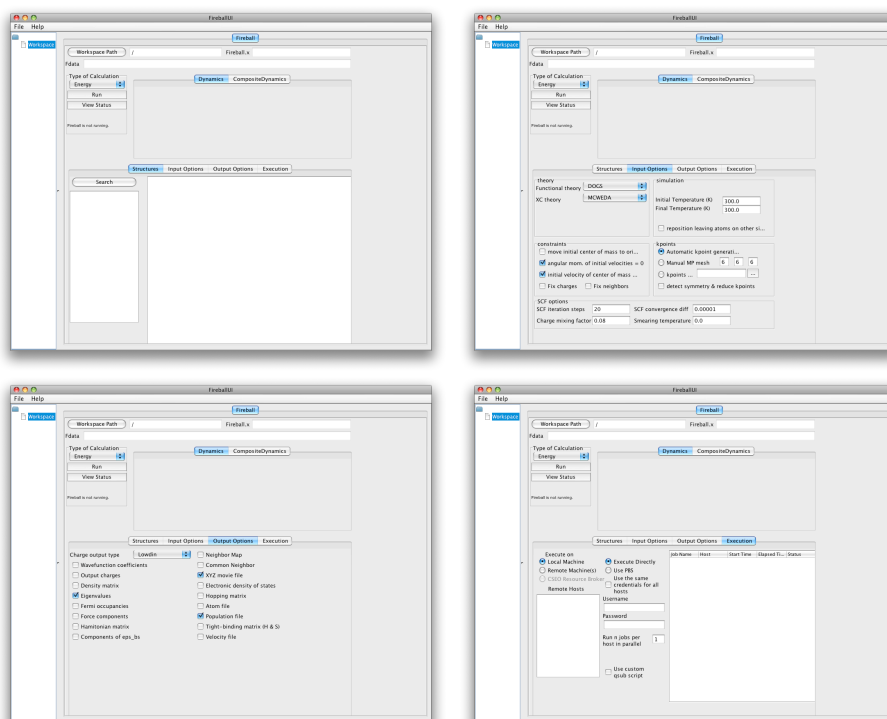 FireballUI
File Help
Workspace
Fireball
Workspace Path / Fireball.x
Fdata
Type of Calculation
Energy
Run
View Status
Fireball is not running.
Dynamics CompositeDynamics
Structures Input Options Output Options Execution
Search
FireballUI
File Help
Workspace
Fireball
Workspace Path / Fireball.x
Fdata
Type of Calculation
Energy
Run
View Status
Fireball is not running.
Dynamics CompositeDynamics
Structures Input Options Output Options Execution
theory
Functional theory DOGS
XC theory MCWEDA
simulation
Initial Temperature (K) 300.0
Final Temperature (K) 300.0
reposition leaving atoms on other si...
constraints
move initial center of mass to ori...
angular mom. of initial velocities = 0
initial velocity of center of mass ...
Fix charges Fix neighbors
kpoints
Automatic kpoint generati...
Manual MP mesh 6 6 6
kpoints ... ...
detect symmetry & reduce kpoints
SCF options
SCF iteration steps 20 SCF convergence diff 0.00001
Charge mixing factor 0.08 Smearing temperature 0.0
FireballUI
File Help
Workspace
Fireball
Workspace Path / Fireball.x
Fdata
Type of Calculation
Energy
Run
View Status
Fireball is not running.
Dynamics CompositeDynamics
Structures Input Options Output Options Execution
Charge output type Lowdin
Wavefunction coefficients
Output charges
Density matrix
Eigenvalues
Fermi occupancies
Force components
Hamitonian matrix
Components of eps_bs
Neighbor Map
Common Neighbor
XYZ movie file
Electronic density of states
Hopping matrix
Atom file
Population file
Tight-binding matrix (H & S)
Velocity file
FireballUI
File Help
Workspace
Fireball
Workspace Path / Fireball.x
Fdata
Type of Calculation
Energy
Run
View Status
Fireball is not running.
Dynamics CompositeDynamics
Structures Input Options Output Options Execution
Execute on
Local Machine
Remote Machine(s)
CSEO Resource Broker
Remote Hosts
Execute Directly
Use PBS
Use the same
credentials for all
hosts
Username
Password
Run n jobs per
host in parallel 1
Use custom
qsub script
Job Name Host Start Time Elapsed Ti... Status